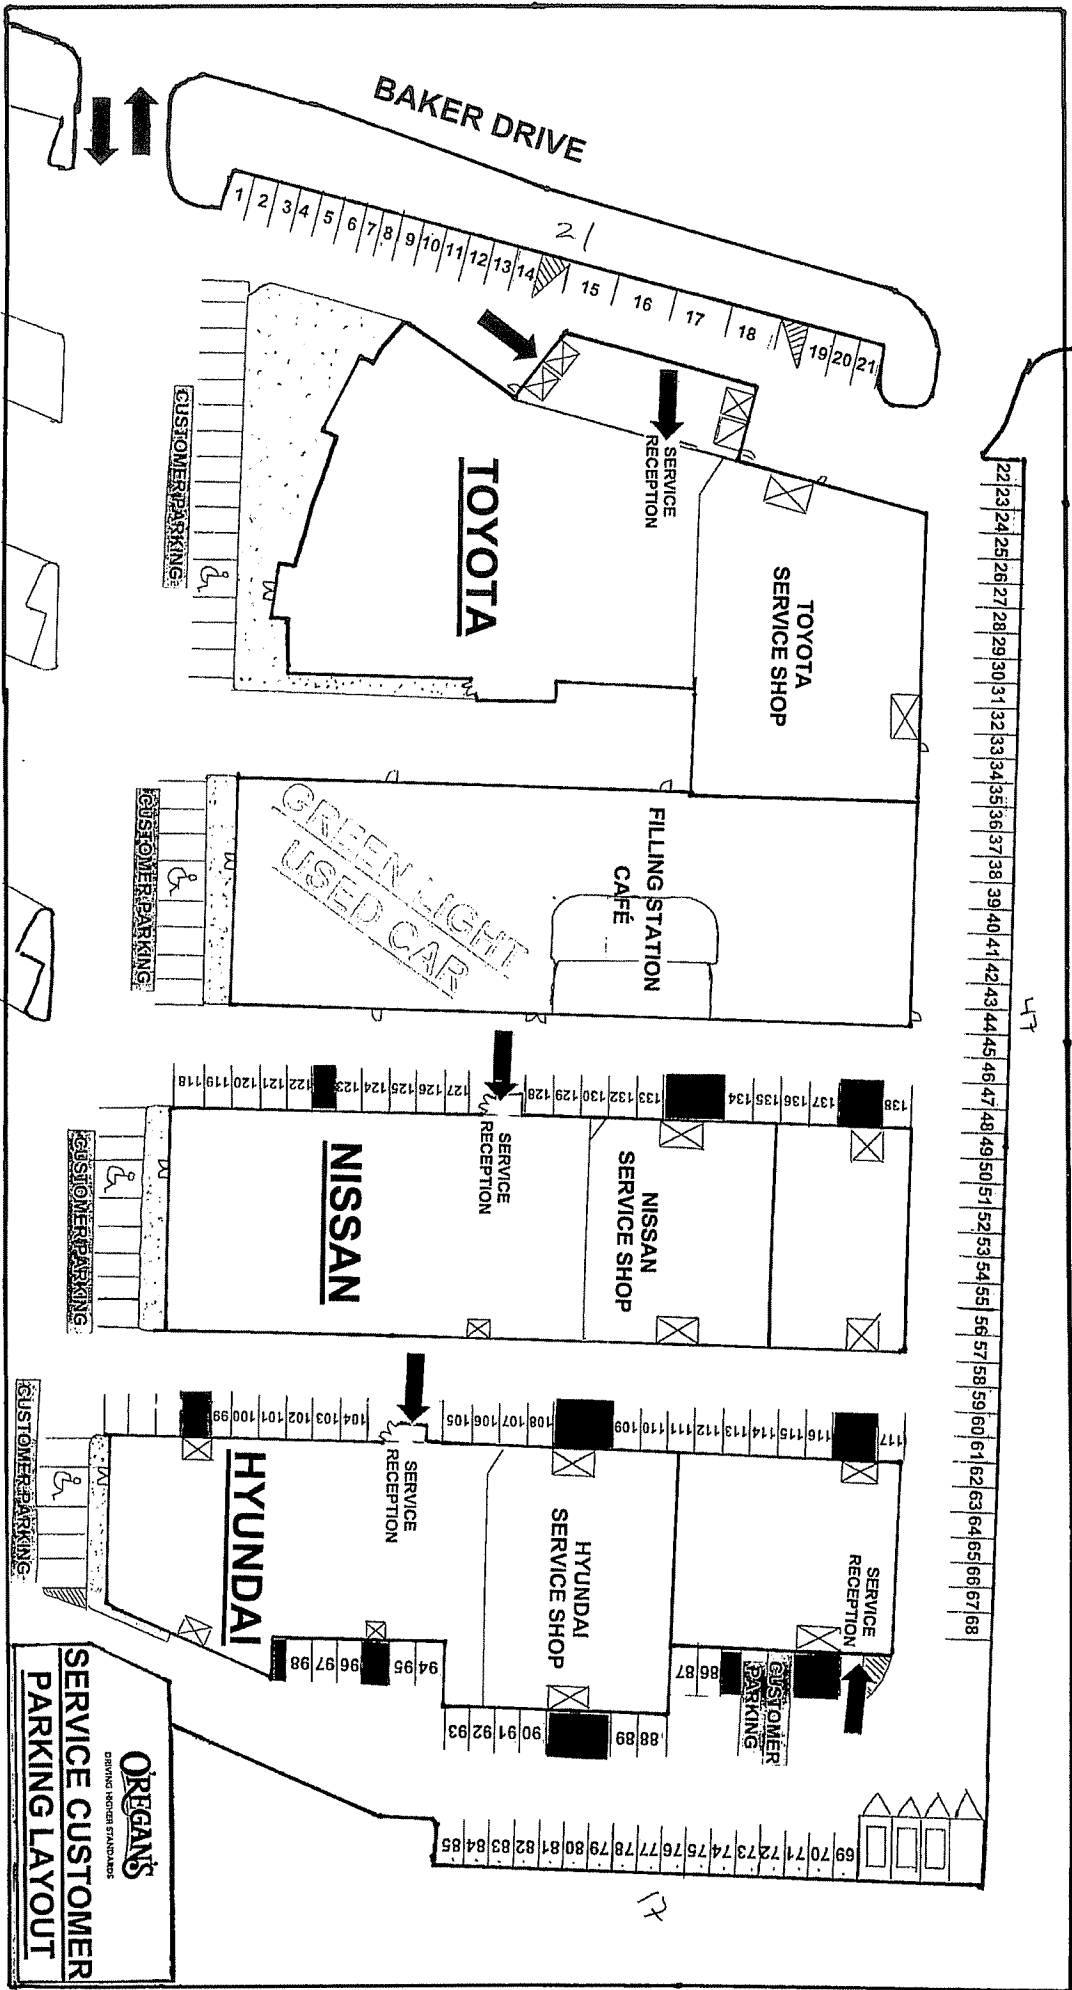 BAKER DRIVE
21
1 2 3 4 5 6 7 8 9 10 11 12 13 14 15 16 17 18 19 20 21
SERVICE
RECEPTION
CUSTOMER PARKING
TOYOTA
TOYOTA
SERVICE SHOP
22 23 24 25 26 27 28 29 30 31 32 33 34 35 36 37 38 39 40 41 42 43 44 45 46 47 48 49 50 51 52 53 54 55 56 57 58 59 60 61 62 63 64 65 66 67 68
47
CUSTOMER PARKING
GREEN LIGHT
USED CAR
FILLING STATION
CAFÉ
118 119 120 121 122 123 124 125 126 127 128 129 130 132 133 134 135 136 137 138
SERVICE
RECEPTION
CUSTOMER PARKING
NISSAN
NISSAN
SERVICE SHOP
99 100 101 102 103 104 105 106 107 108 109 110 111 112 113 114 115 116 117
SERVICE
RECEPTION
CUSTOMER PARKING
HYUNDAI
HYUNDAI
SERVICE SHOP
SERVICE
RECEPTION
98 97 96 95 94
87 86
CUSTOMER
PARKING
93 92 91 90 89 88
85 84 83 82 81 80 79 78 77 76 75 74 73 72 71 70 69
17
O'REGAN'S
DRIVING HIGHER STANDARDS
SERVICE CUSTOMER
PARKING LAYOUT